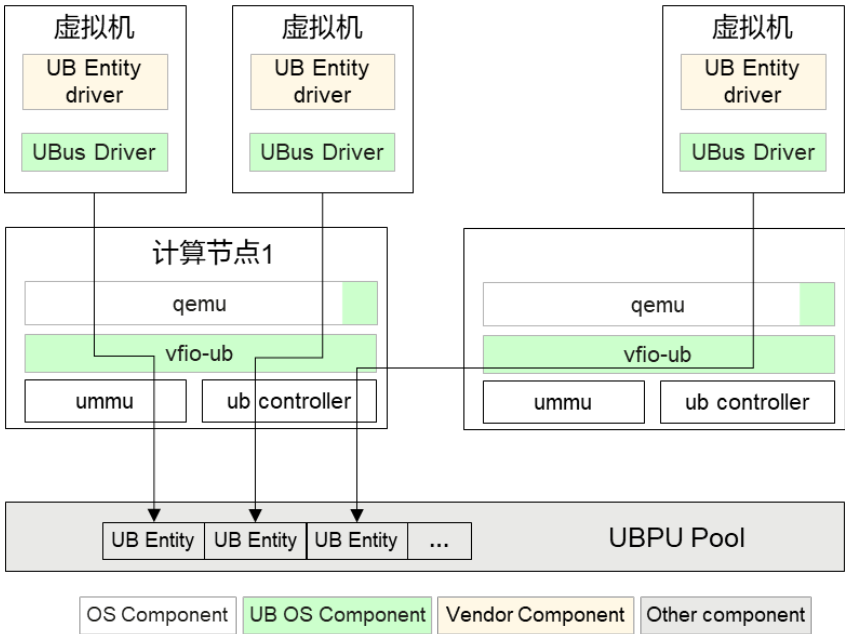 虚拟机
UB Entity
driver
UBus Driver
虚拟机
UB Entity
driver
UBus Driver
虚拟机
UB Entity
driver
UBus Driver
计算节点1
qemu
vfio-ub
ummu
ub controller
qemu
vfio-ub
ummu
ub controller
UB Entity
UB Entity
UB Entity
...
UBPU Pool
OS Component
UB OS Component
Vendor Component
Other component